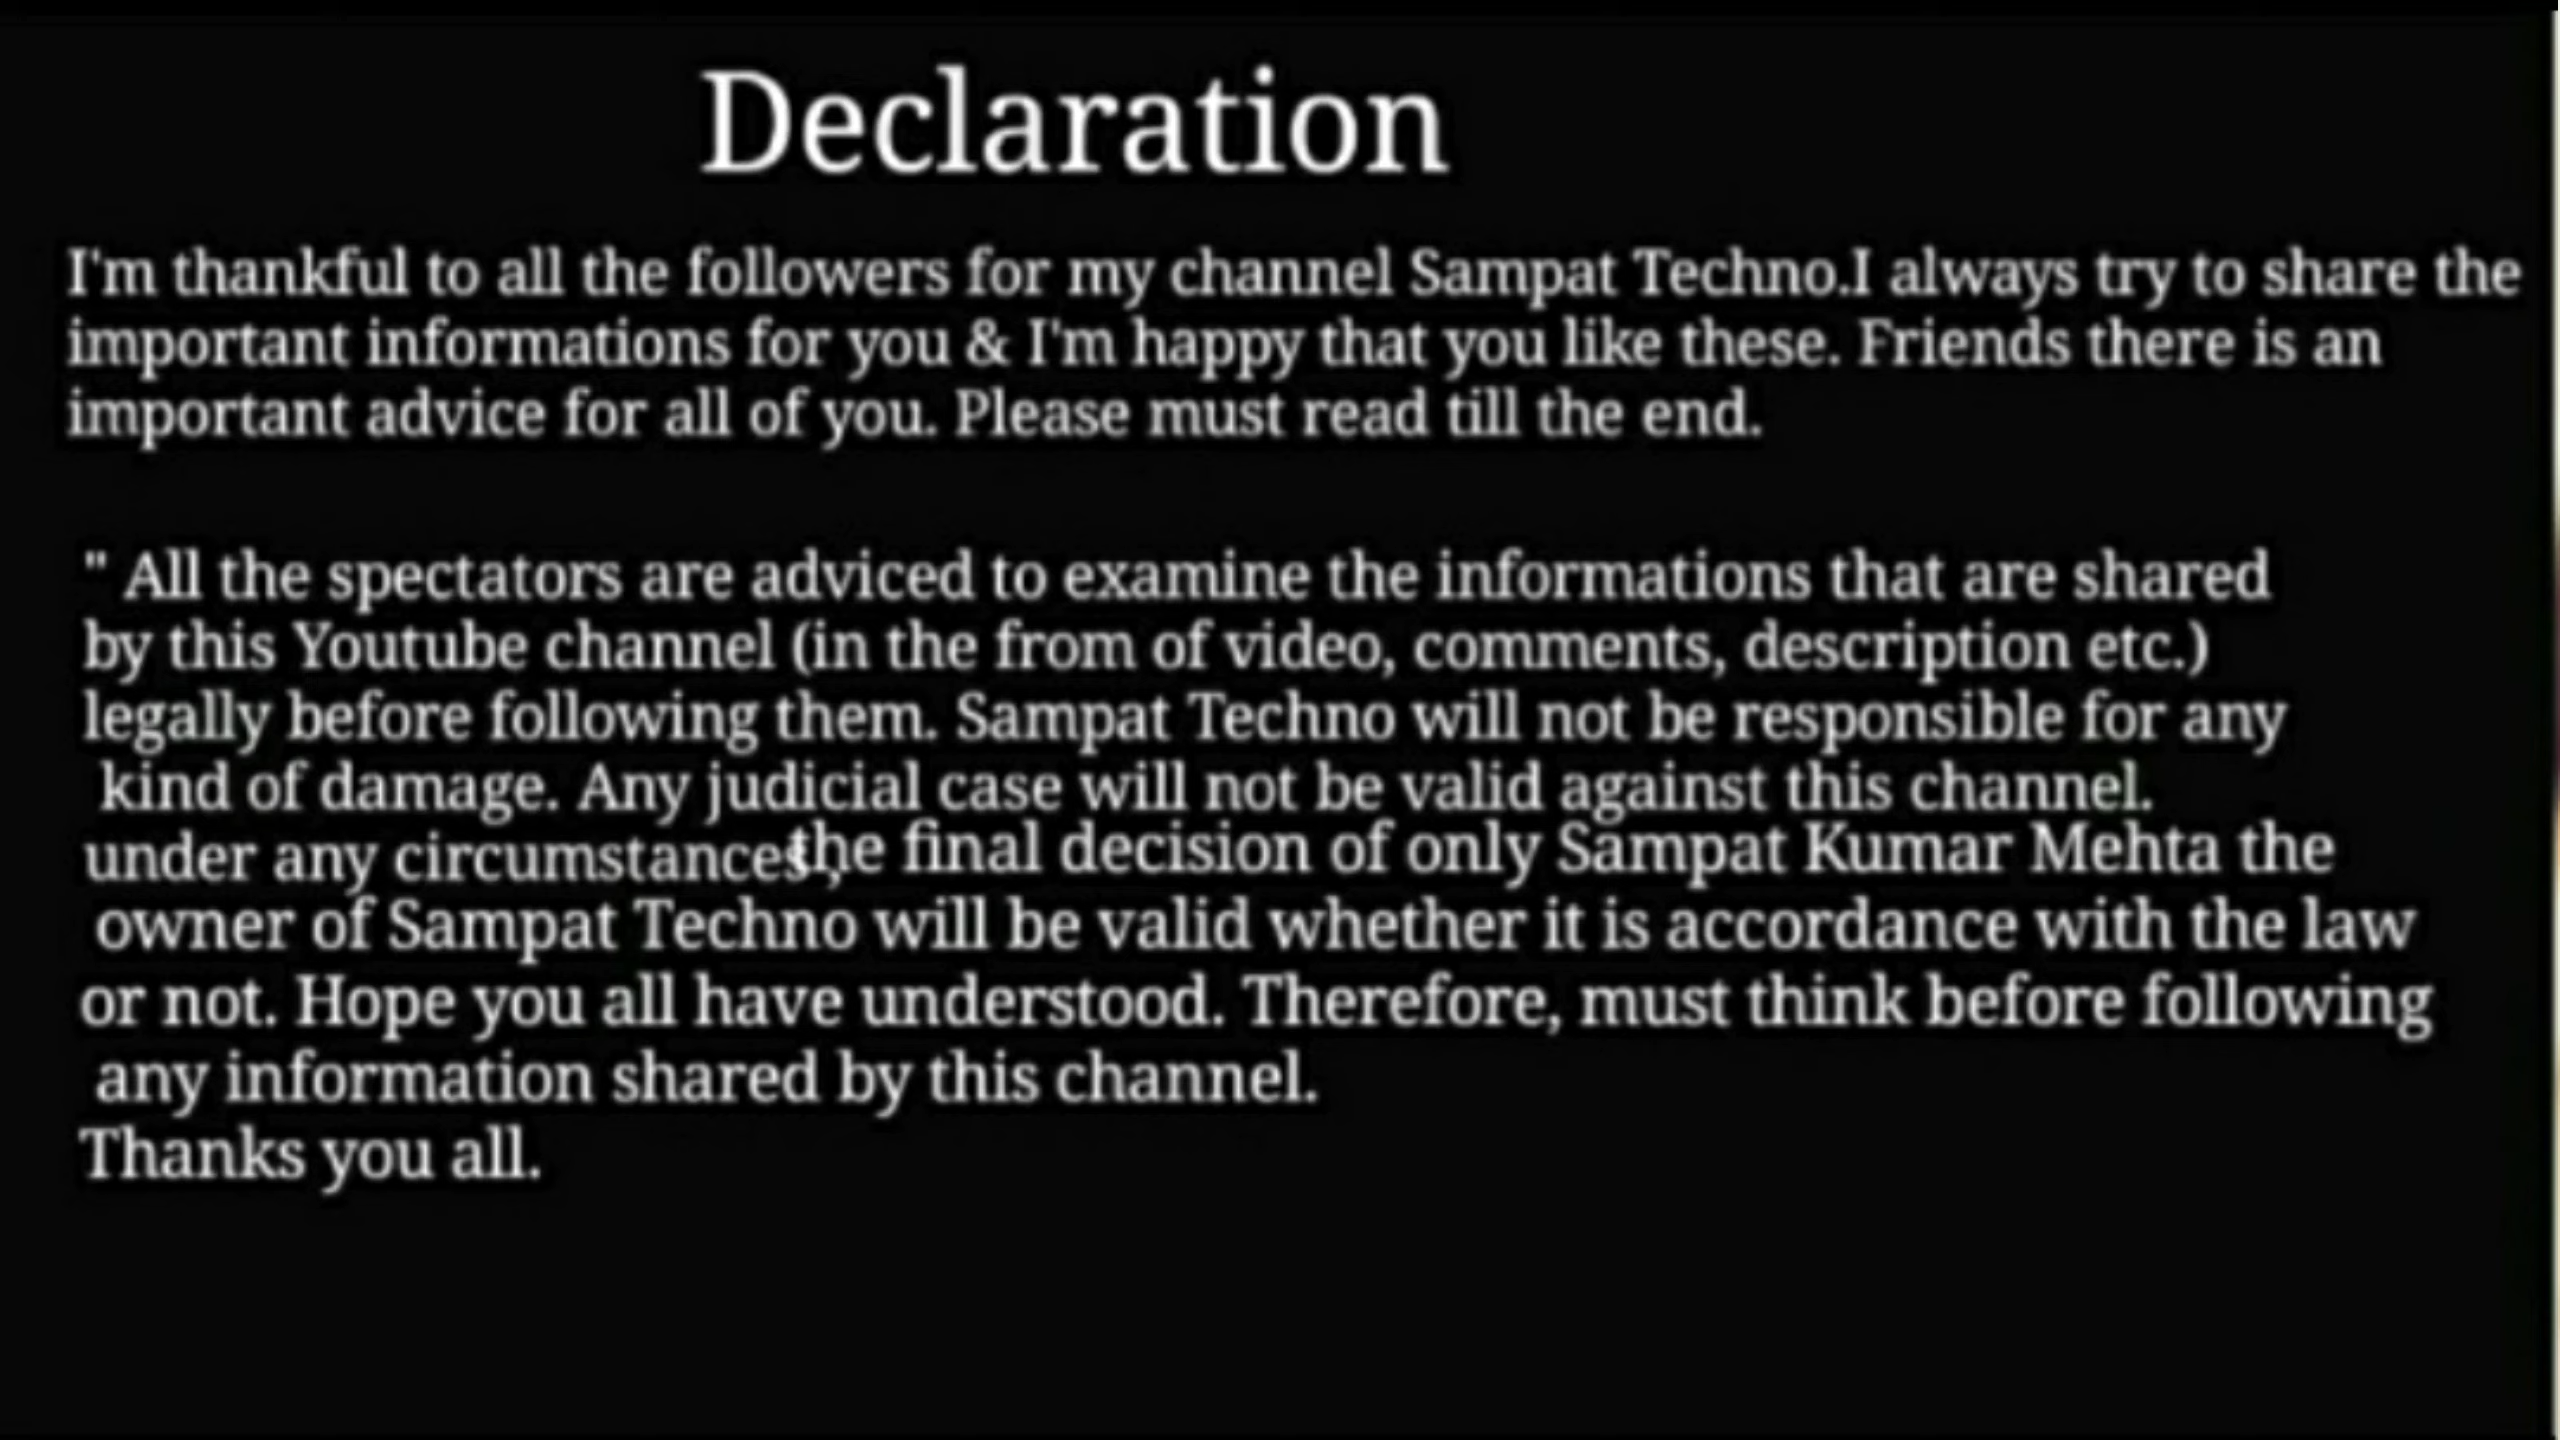 Declaration
I'm thankful to all the followers for my channel Sampat Techno.I always try to share the
important informations for you & I'm happy that you like these. Friends there is an
important advice for all of you. Please must read till the end.
" All the spectators are adviced to examine the informations that are shared
by this Youtube channel (in the from of video, comments, description etc.)
legally before following them. Sampat Techno will not be responsible for any
kind of damage. Any judicial case will not be valid against this channel.
under any circumstances, the final decision of only Sampat Kumar Mehta the
owner of Sampat Techno will be valid whether it is accordance with the law
or not. Hope you all have understood. Therefore, must think before following
any information shared by this channel.
Thanks you all.